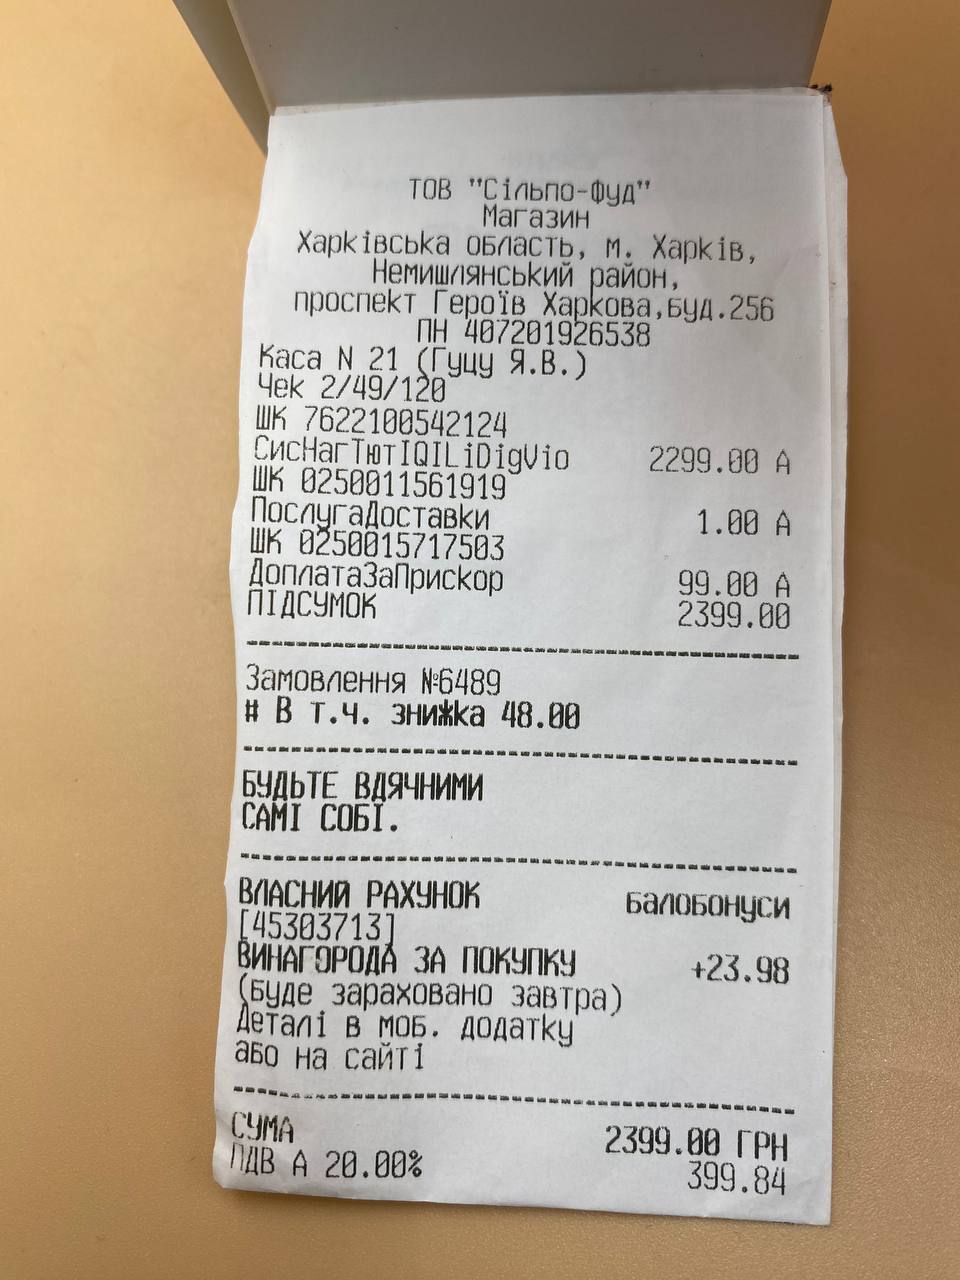 ТОВ "Сільпо-Фуд"
Магазин
Харківська область, м. Харків,
Немишлянський район,
проспект Героїв Харкова,буд.256
ПН 407201926538
Каса N 21 (Гуцу Я.В.)
Чек 2/49/120
ШК 7622100542124
СисНагТютIQILiDigVio 2299.00 А
ШК 0250011561919
ПослугаДоставки 1.00 А
ШК 0250015717503
ДоплатаЗаПрискор 99.00 А
ПІДСУМОК 2399.00
Замовлення №6489
# В т.ч. знижка 48.00
БУДЬТЕ ВДЯЧНИМИ
САМІ СОБІ.
ВЛАСНИЙ РАХУНОК балобонуси
[45303713]
ВИНАГОРОДА ЗА ПОКУПКУ +23.98
(буде зараховано завтра)
Деталі в моб. додатку
або на сайті
СУМА 2399.00 ГРН
ПДВ А 20.00% 399.84